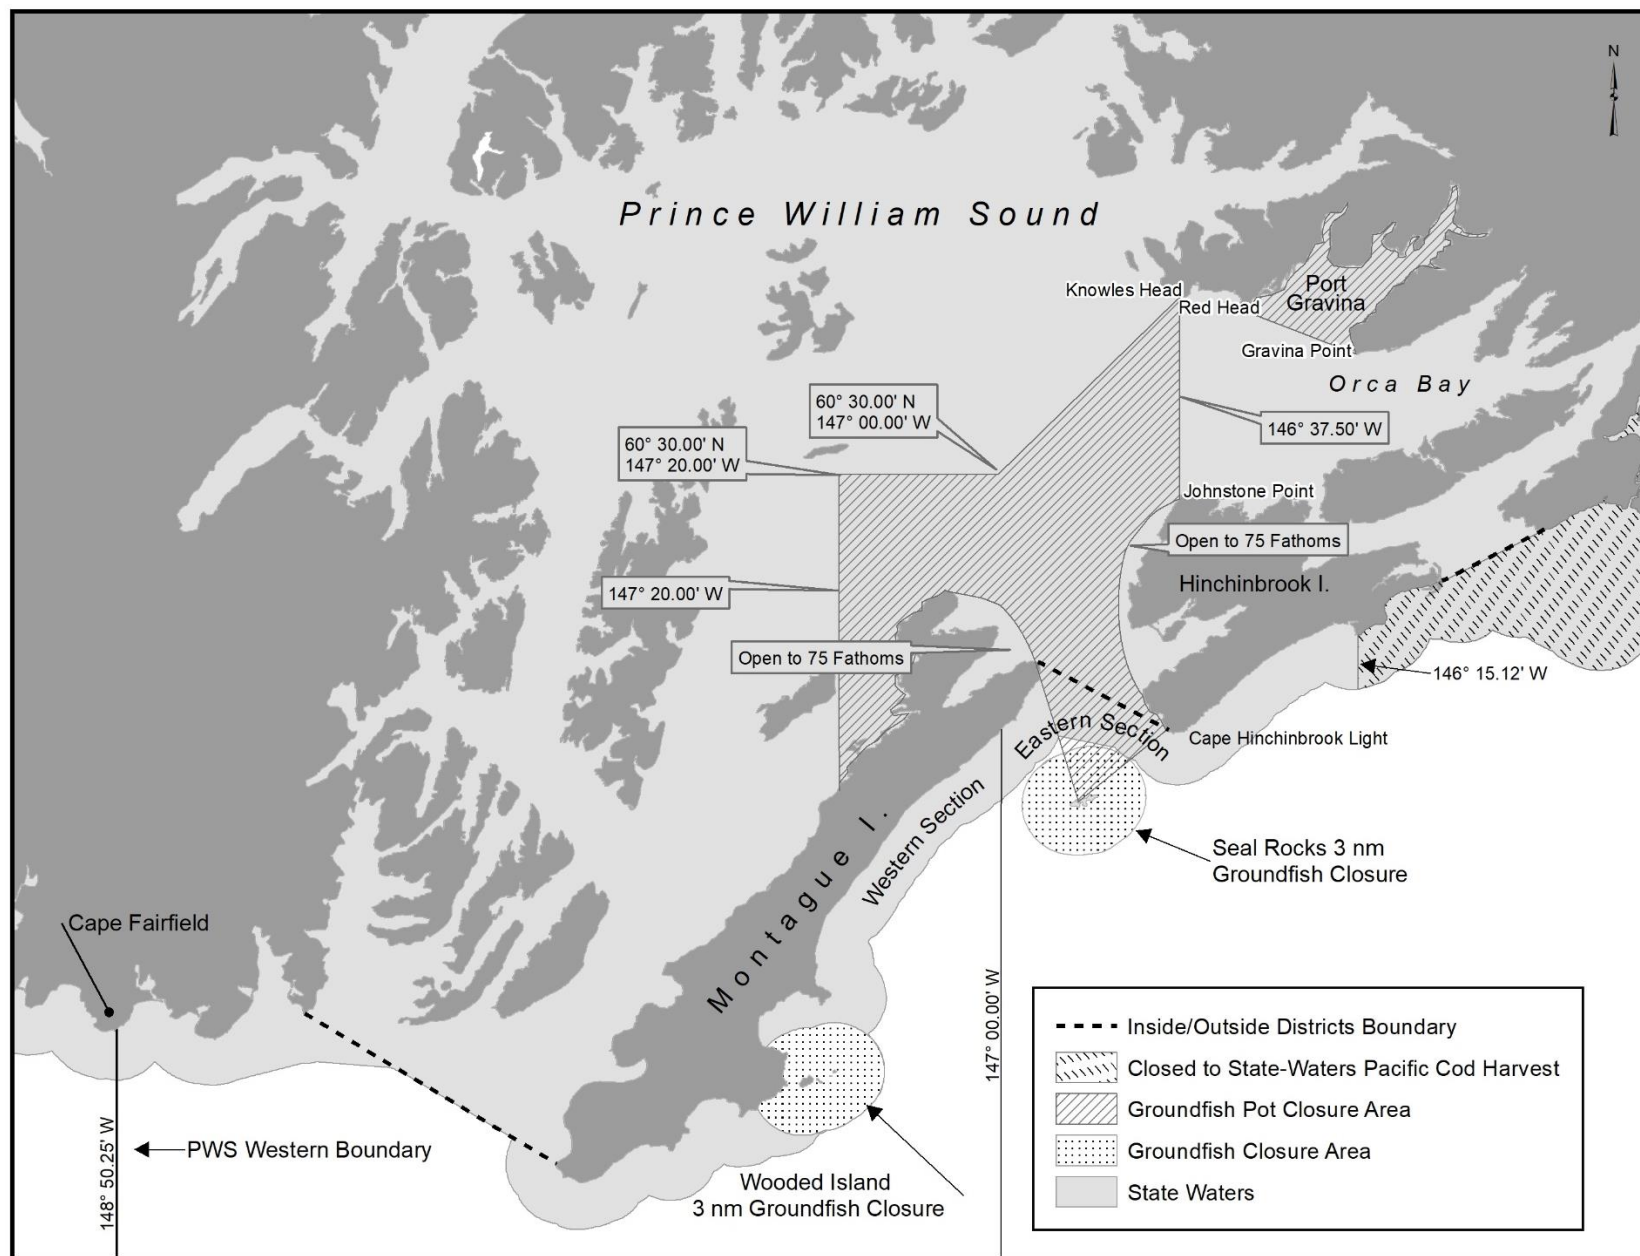 N
Prince William Sound
Knowles Head
Red Head
Port
Gravina
Gravina Point
Orca Bay
60° 30.00' N
147° 00.00' W
146° 37.50' W
60° 30.00' N
147° 20.00' W
Johnstone Point
Open to 75 Fathoms
Hinchinbrook I.
147° 20.00' W
Open to 75 Fathoms
146° 15.12' W
Eastern Section
Cape Hinchinbrook Light
Western Section
Montague I.
Seal Rocks 3 nm
Groundfish Closure
Cape Fairfield
147° 00.00' W
148° 50.25' W
PWS Western Boundary
Wooded Island
3 nm Groundfish Closure
Inside/Outside Districts Boundary
Closed to State-Waters Pacific Cod Harvest
Groundfish Pot Closure Area
Groundfish Closure Area
State Waters